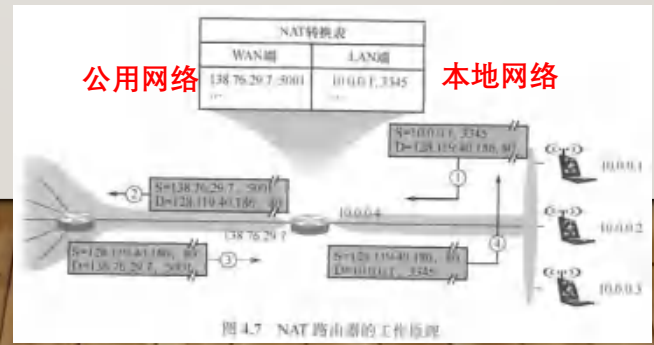 NAT转换表
WAN端 LAN端
138.76.29.7, 5001 10.0.0.1, 3345
… …
公用网络
本地网络
S=10.0.0.1, 3345
D=128.119.40.186, 80
①
10.0.0.1
②
S=138.76.29.7, 5001
D=128.119.40.186, 80
10.0.0.4
10.0.0.2
138.76.29.7
S=128.119.40.186, 80
D=138.76.29.7, 5001
③
S=128.119.40.186, 80
D=10.0.0.1, 3345
④
10.0.0.3
图 4.7 NAT 路由器的工作原理